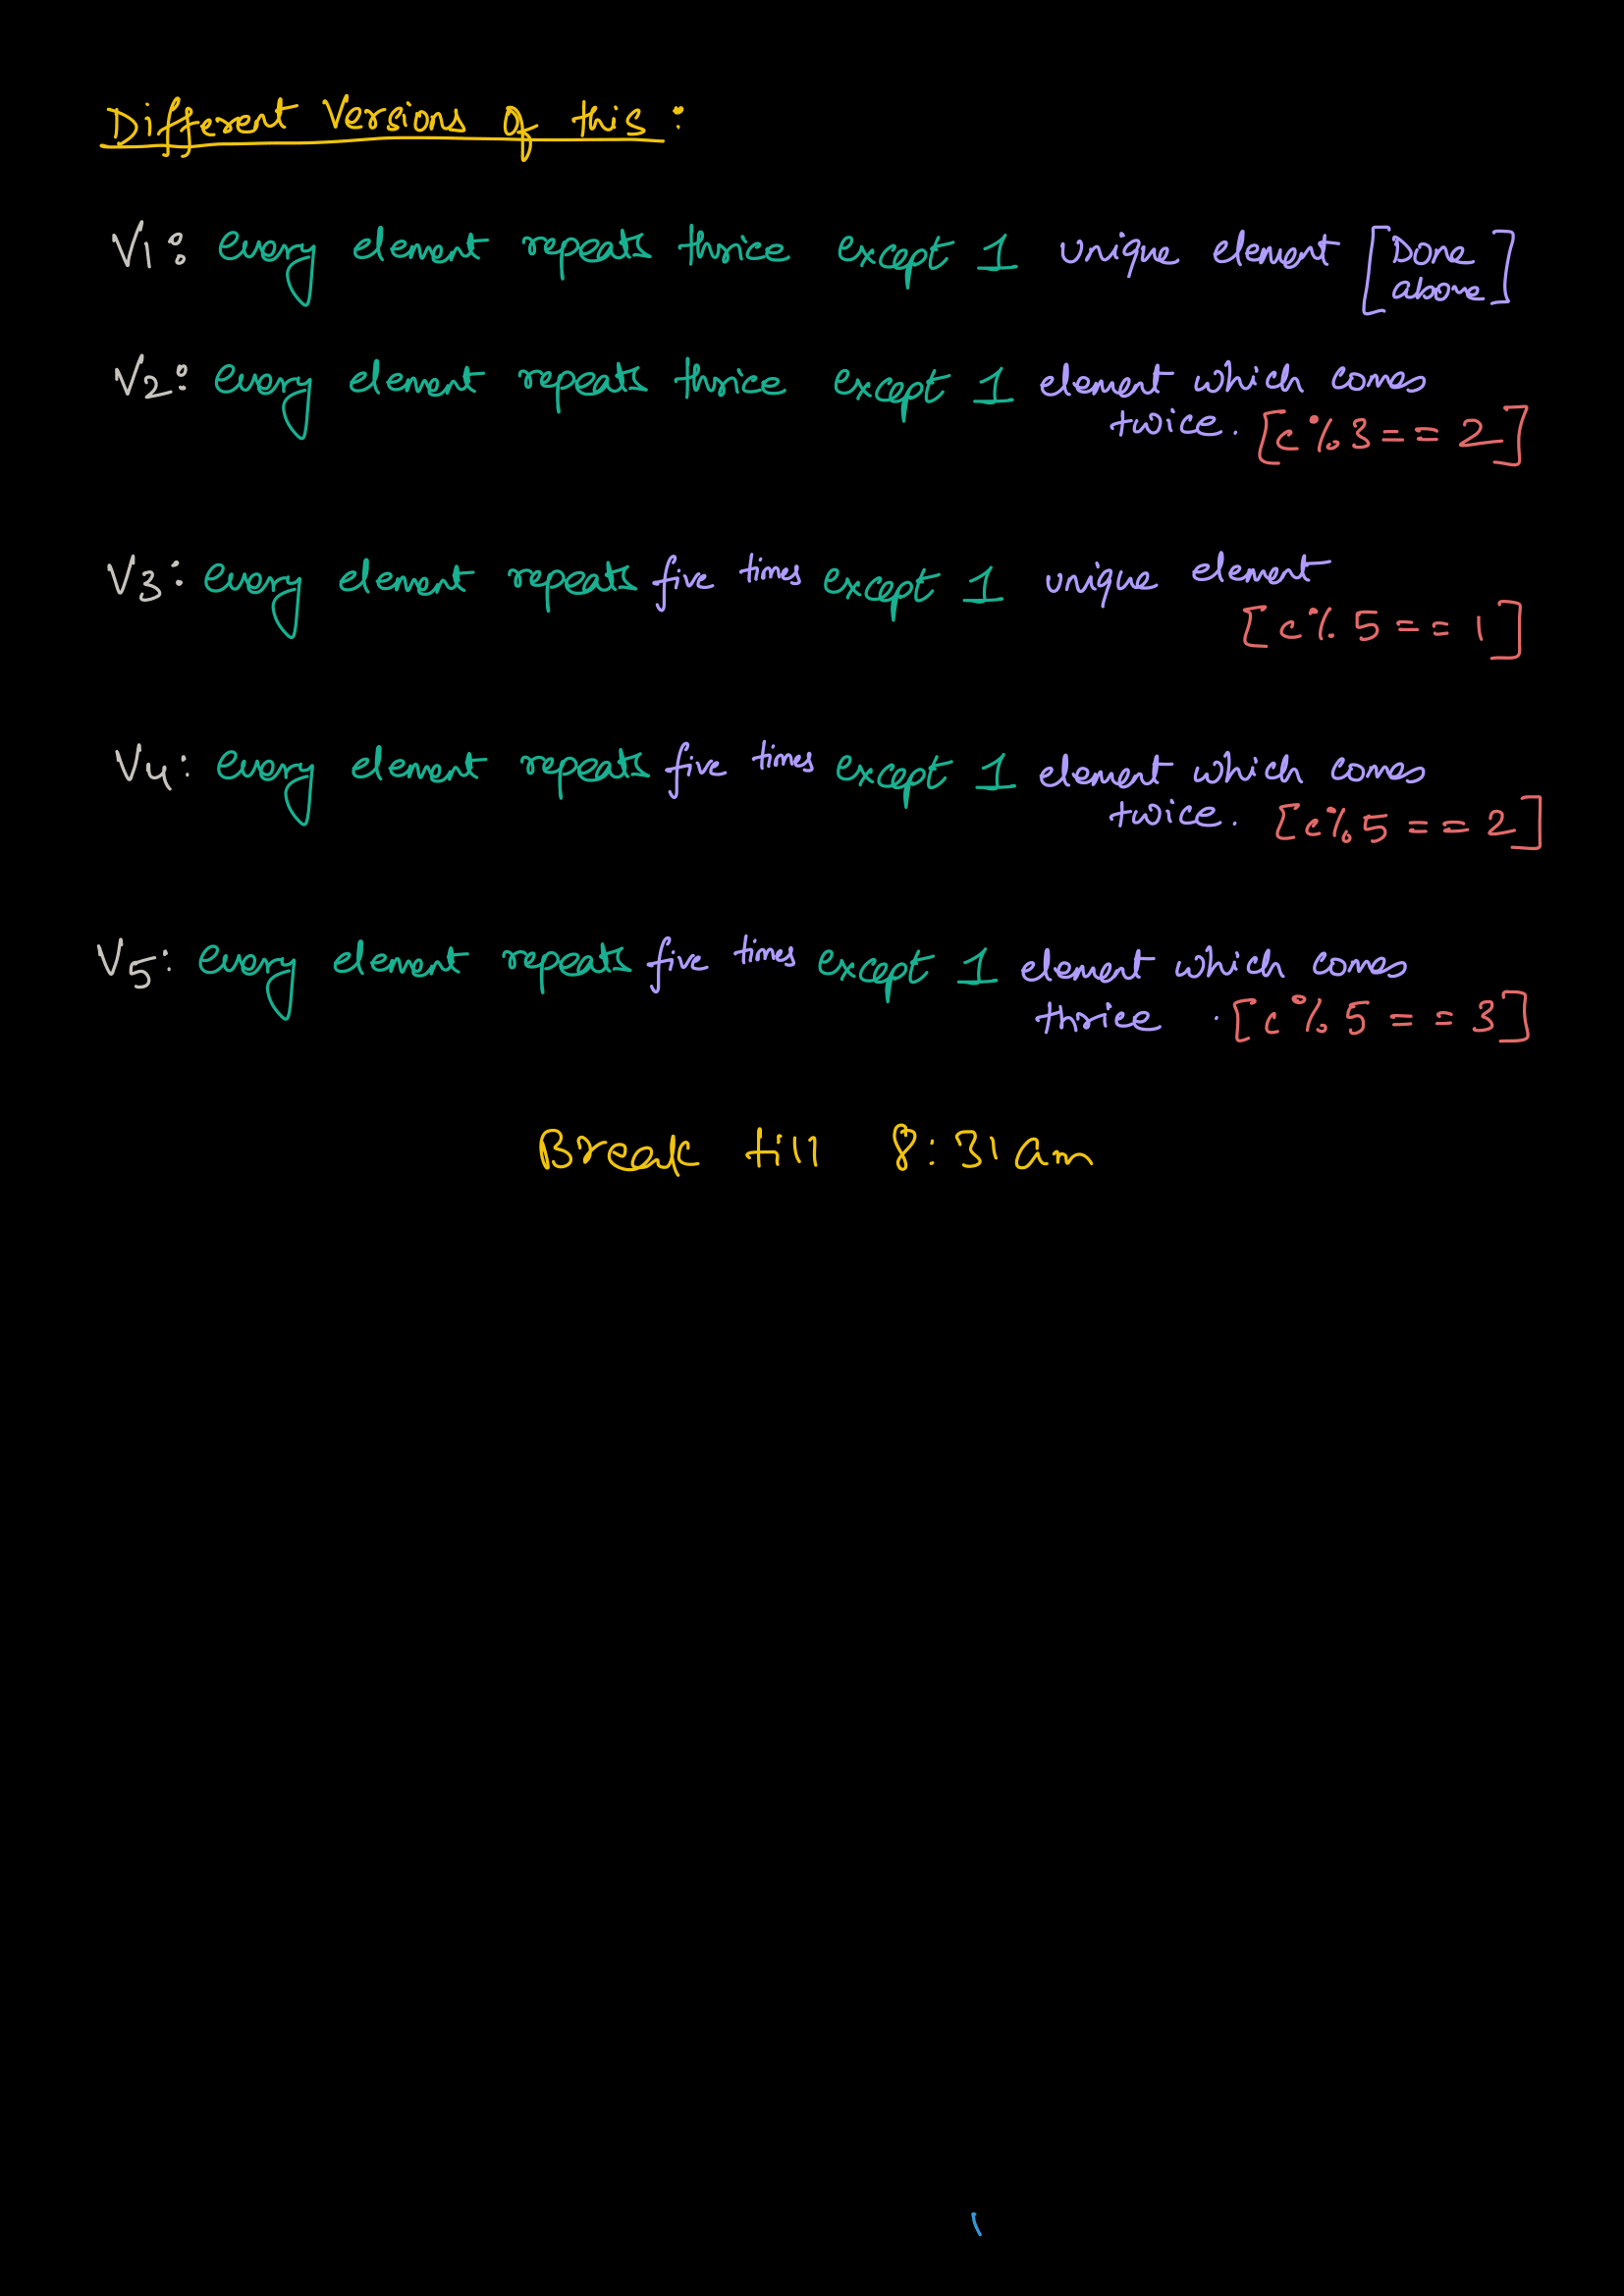 Different Versions of this:
V1: every element repeats thrice except 1 unique element [Done above]
V2: every element repeats thrice except 1 element which comes
twice. [c%3 == 2]
V3: every element repeats five times except 1 unique element
[c%5 == 1]
V4: every element repeats five times except 1 element which comes
twice. [c%5 == 2]
V5: every element repeats five times except 1 element which comes
thrice . [c%5 == 3]
Break till 8:31am